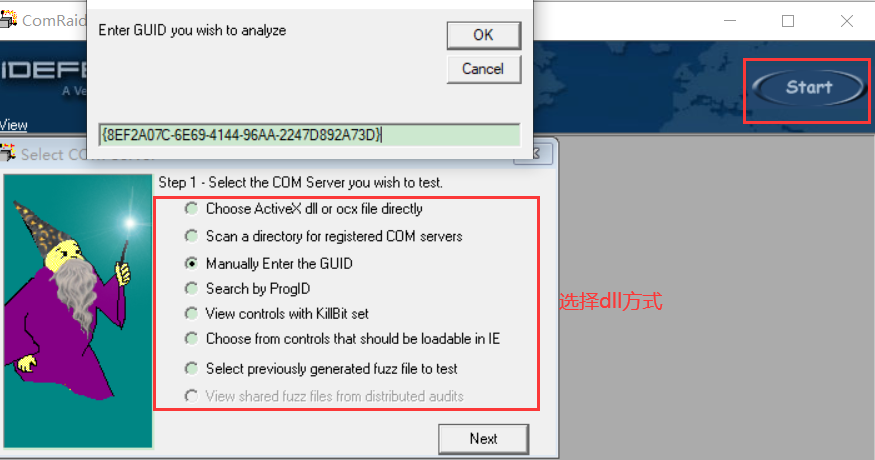 ComRaid
Enter GUID you wish to analyze
OK
Cancel
IDEFE
A Ve
Start
View
{8EF2A07C-6E69-4144-96AA-2247D892A73D}
Select CO
Step 1 - Select the COM Server you wish to test.
Choose ActiveX dll or ocx file directly
Scan a directory for registered COM servers
Manually Enter the GUID
Search by ProgID
View controls with KillBit set
Choose from controls that should be loadable in IE
Select previously generated fuzz file to test
View shared fuzz files from distributed audits
选择dll方式
Next